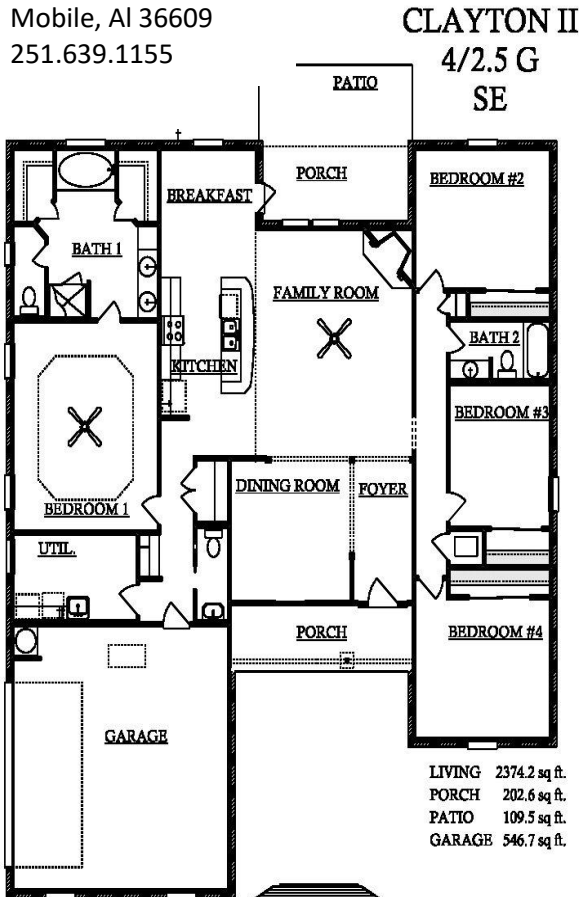 Mobile, Al 36609
251.639.1155
CLAYTON II
4/2.5 G
SE
PATIO
PORCH
BREAKFAST
BEDROOM #2
BATH 1
FAMILY ROOM
BATH 2
KITCHEN
BEDROOM #3
DINING ROOM
FOYER
BEDROOM 1
UTIL.
PORCH
BEDROOM #4
GARAGE
LIVING 2374.2 sq ft.
PORCH 202.6 sq ft.
PATIO 109.5 sq ft.
GARAGE 546.7 sq ft.